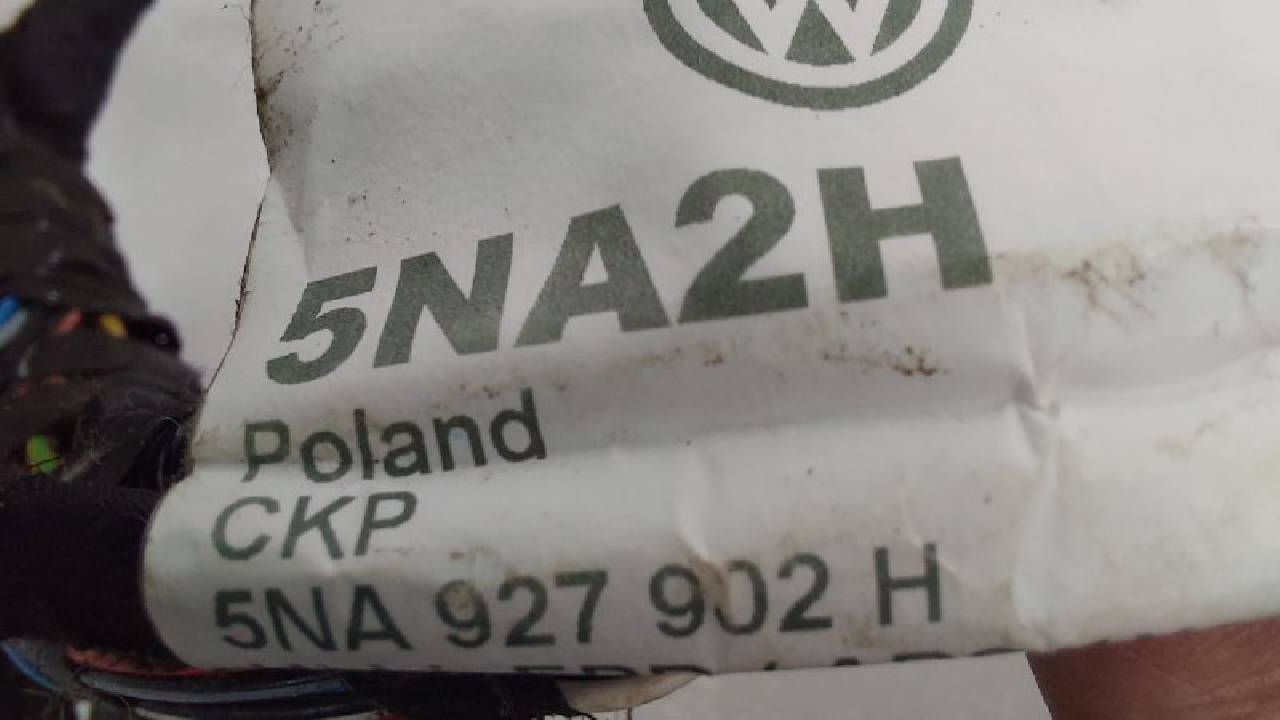 5NA2H
Poland
CKP
5NA 927 902 H